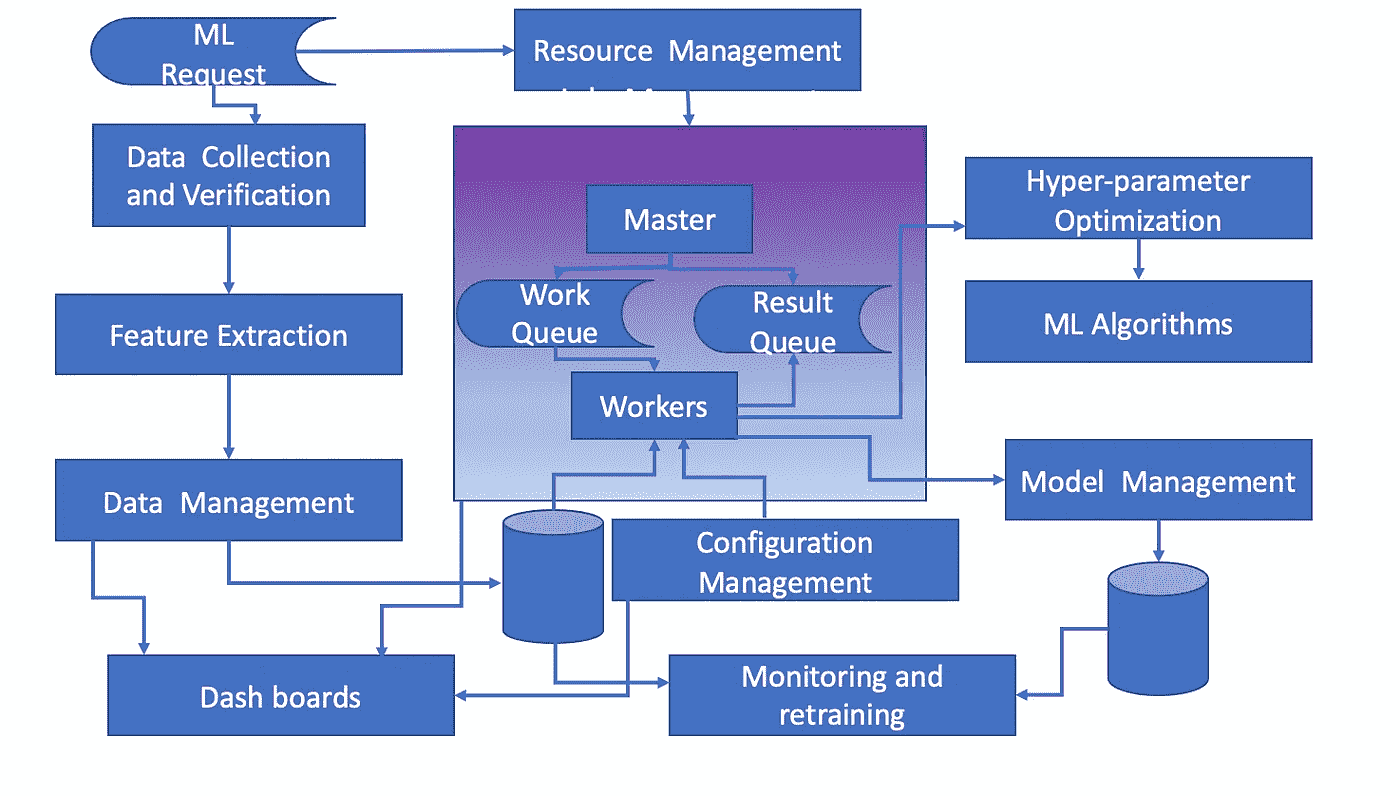 ML
Request
Resource Management
Data Collection
and Verification
Hyper-parameter
Optimization
Master
Work
Queue
Result
Queue
Feature Extraction
ML Algorithms
Workers
Data Management
Model Management
Configuration
Management
Dash boards
Monitoring and
retraining